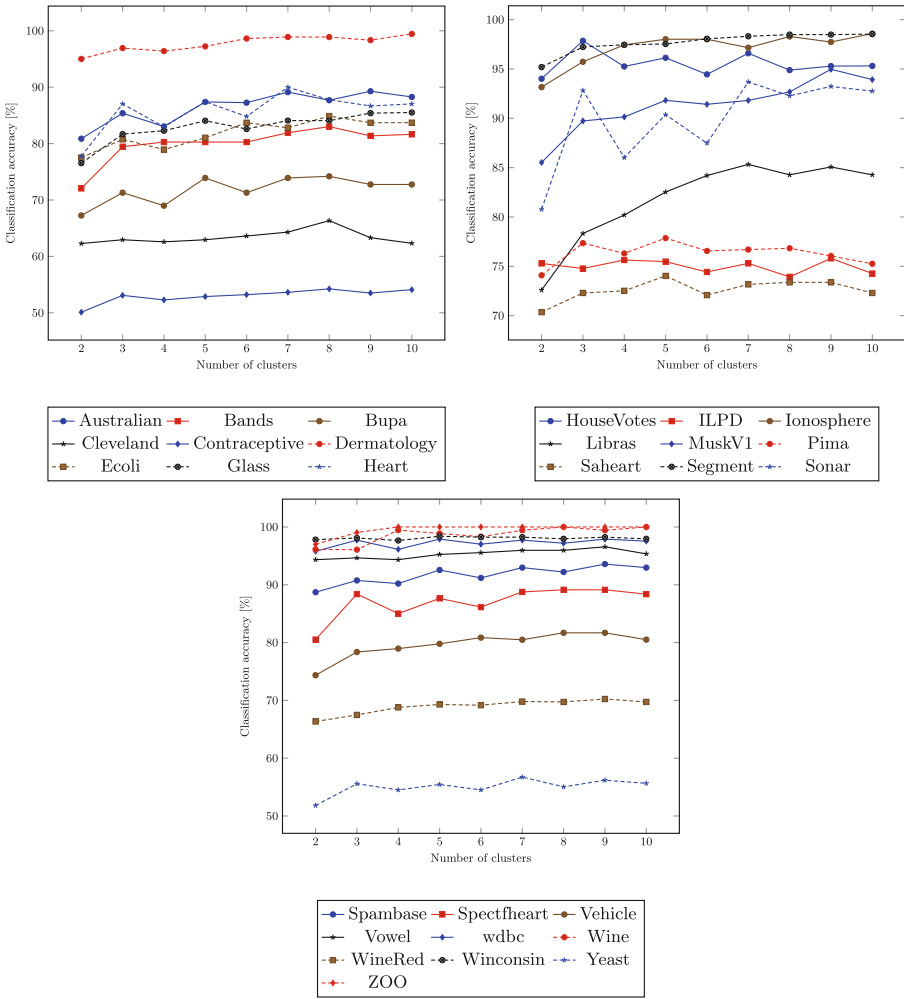 100
90
80
70
60
50
Classification accuracy [%]
2 3 4 5 6 7 8 9 10
Number of clusters
Australian Bands Bupa
Cleveland Contraceptive Dermatology
Ecoli Glass Heart
100
95
90
85
80
75
70
Classification accuracy [%]
2 3 4 5 6 7 8 9 10
Number of clusters
HouseVotes ILPD Ionosphere
Libras MuskV1 Pima
Saheart Segment Sonar
100
90
80
70
60
50
Classification accuracy [%]
2 3 4 5 6 7 8 9 10
Number of clusters
Spambase Spectfheart Vehicle
Vowel wdbc Wine
WineRed Winconsin Yeast
ZOO